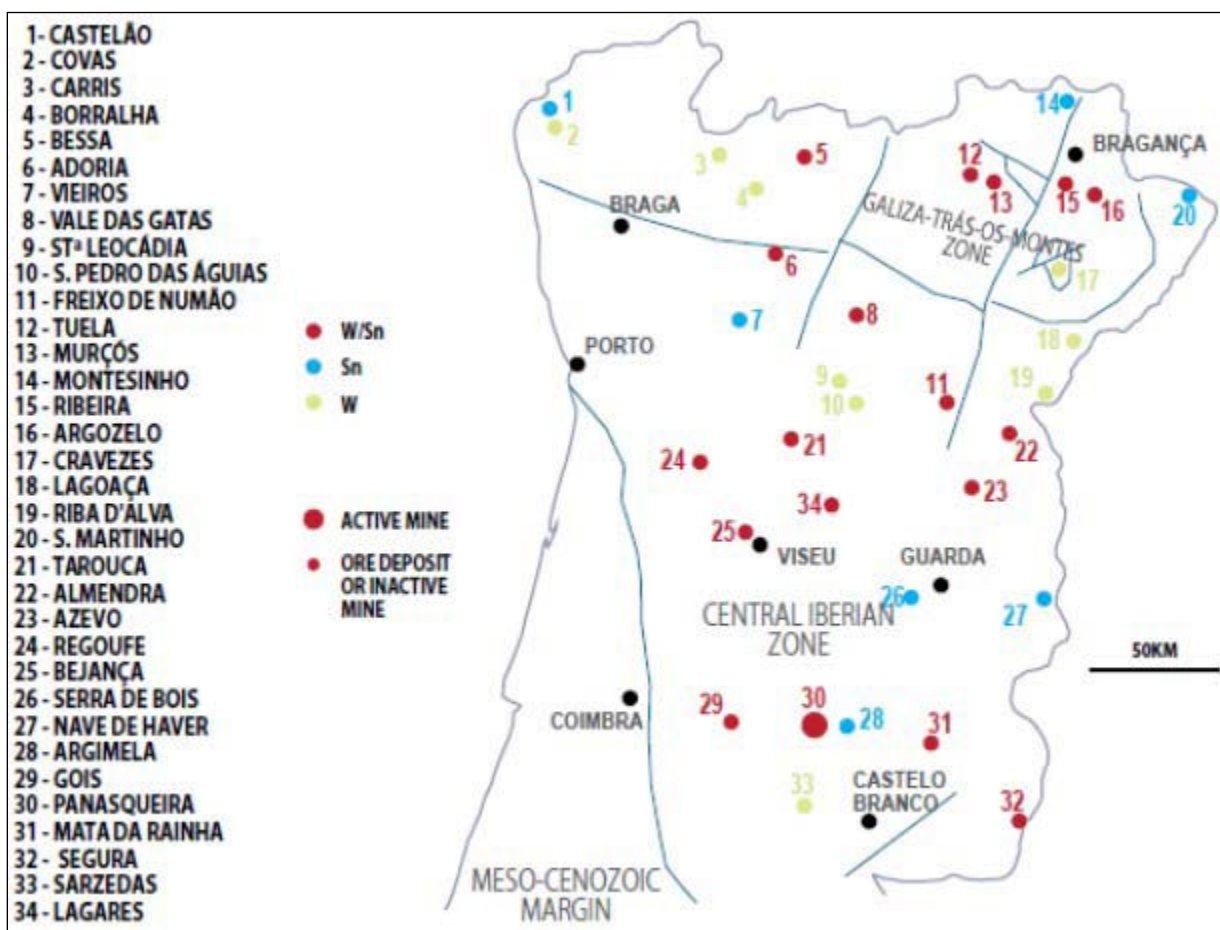 1- CASTELÃO
2 - COVAS
3 - CARRIS
4 - BORRALHA
5 - BESSA
6 - ADORIA
7 - VIEIROS
8 - VALE DAS GATAS
9 - STª LEOCÁDIA
10 - S. PEDRO DAS ÁGUIAS
11 - FREIXO DE NUMÃO
12 - TUELA
13 - MURÇÓS
14 - MONTESINHO
15 - RIBEIRA
16 - ARGOZELO
17 - CRAVEZES
18 - LAGOAÇA
19 - RIBA D'ALVA
20 - S. MARTINHO
21 - TAROUCA
22 - ALMENDRA
23 - AZEVO
24 - REGOUFE
25 - BEJANÇA
26 - SERRA DE BOIS
27 - NAVE DE HAVER
28 - ARGIMELA
29 - GOIS
30 - PANASQUEIRA
31 - MATA DA RAINHA
32 - SEGURA
33 - SARZEDAS
34 - LAGARES
W/Sn
Sn
W
ACTIVE MINE
ORE DEPOSIT
OR INACTIVE
MINE
1
2
3
4
5
12
13
14
BRAGANÇA
15
16
20
BRAGA
GALIZA-TRÁS-OS-MONTES
ZONE
6
17
7
8
18
PORTO
9
10
11
19
21
22
24
23
34
25
VISEU
GUARDA
26
27
CENTRAL IBERIAN
ZONE
50KM
COIMBRA
29
30
28
31
33
CASTELO
BRANCO
32
MESO-CENOZOIC
MARGIN